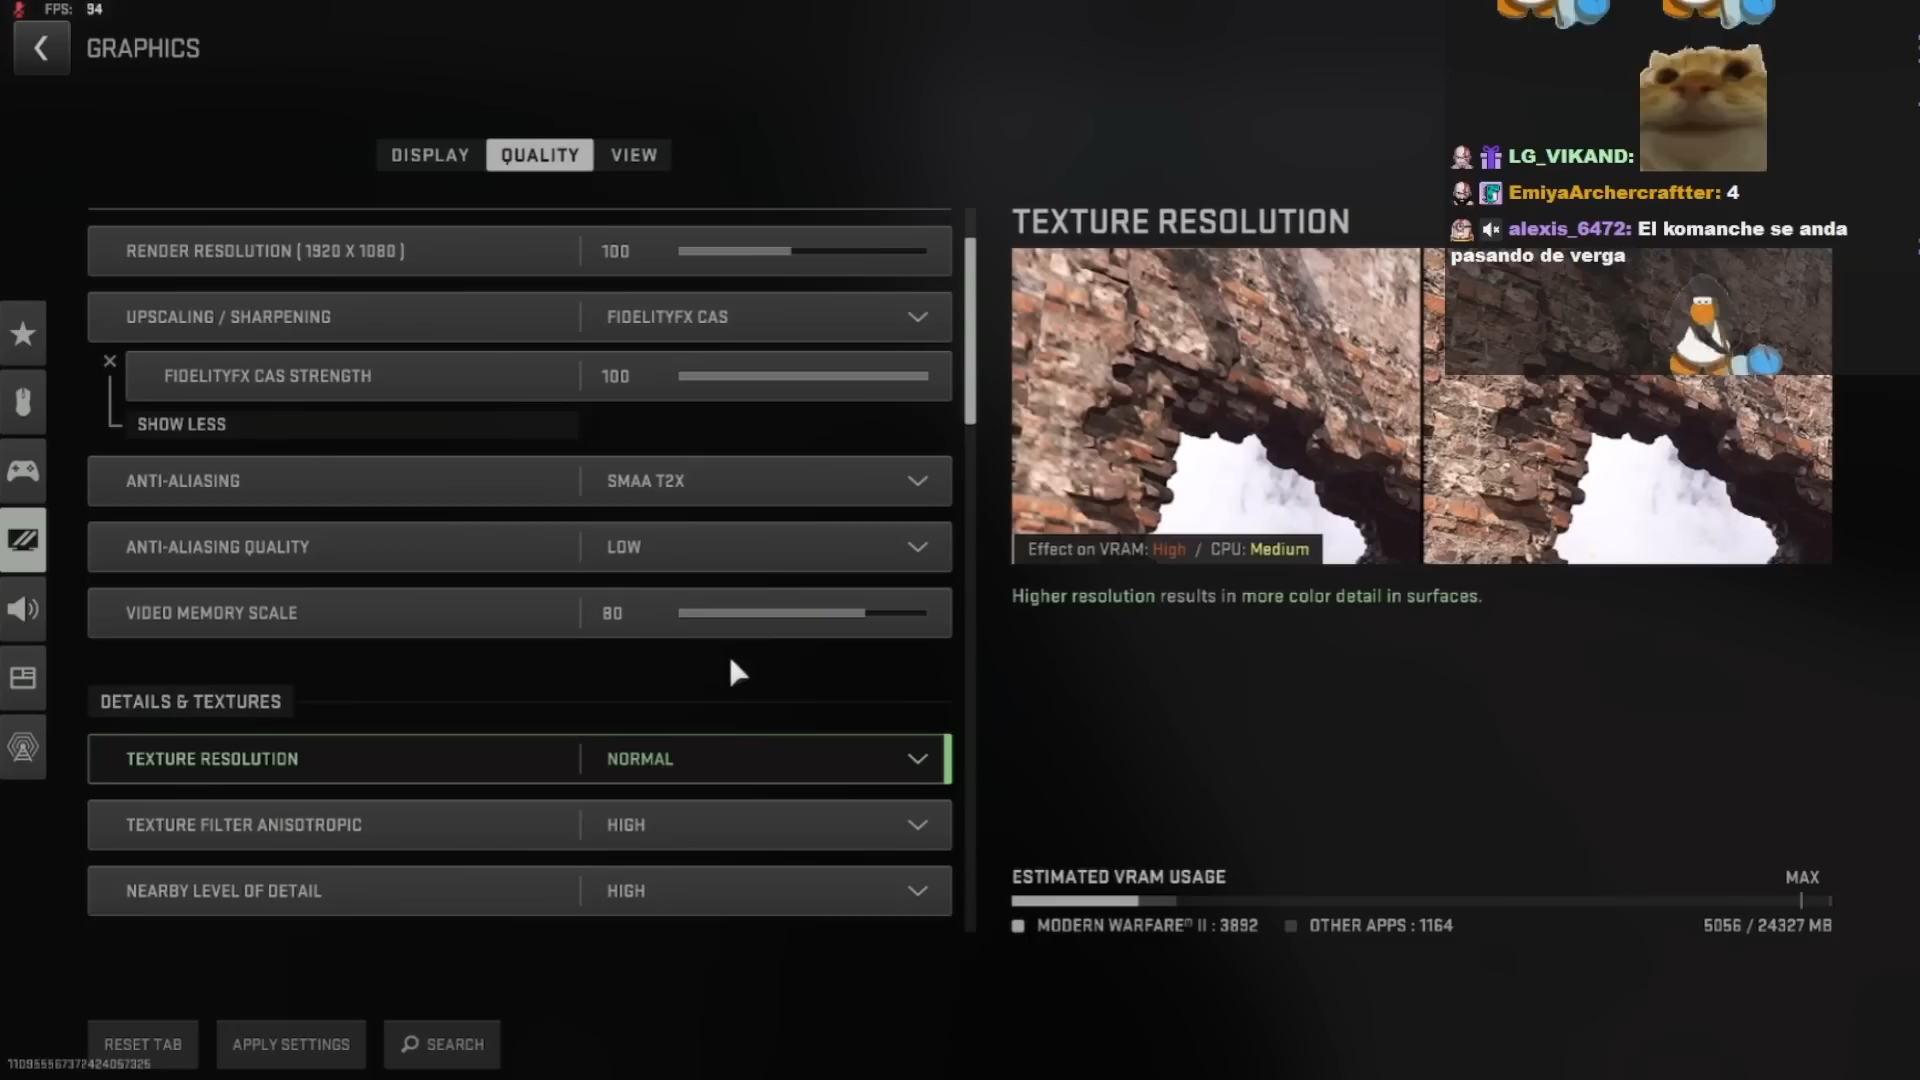 FPS: 94
GRAPHICS
DISPLAY
QUALITY
VIEW
RENDER RESOLUTION ( 1920 X 1080 )
100
UPSCALING / SHARPENING
FIDELITYFX CAS
FIDELITYFX CAS STRENGTH
100
SHOW LESS
ANTI-ALIASING
SMAA T2X
ANTI-ALIASING QUALITY
LOW
VIDEO MEMORY SCALE
80
DETAILS & TEXTURES
TEXTURE RESOLUTION
NORMAL
TEXTURE FILTER ANISOTROPIC
HIGH
NEARBY LEVEL OF DETAIL
HIGH
RESET TAB
APPLY SETTINGS
SEARCH
TEXTURE RESOLUTION
Effect on VRAM: High / CPU: Medium
Higher resolution results in more color detail in surfaces.
ESTIMATED VRAM USAGE
MAX
MODERN WARFARE® II : 3892
OTHER APPS : 1164
5056 / 24327 MB
LG_VIKAND:
EmiyaArchercraftter: 4
alexis_6472: El komanche se anda
pasando de verga